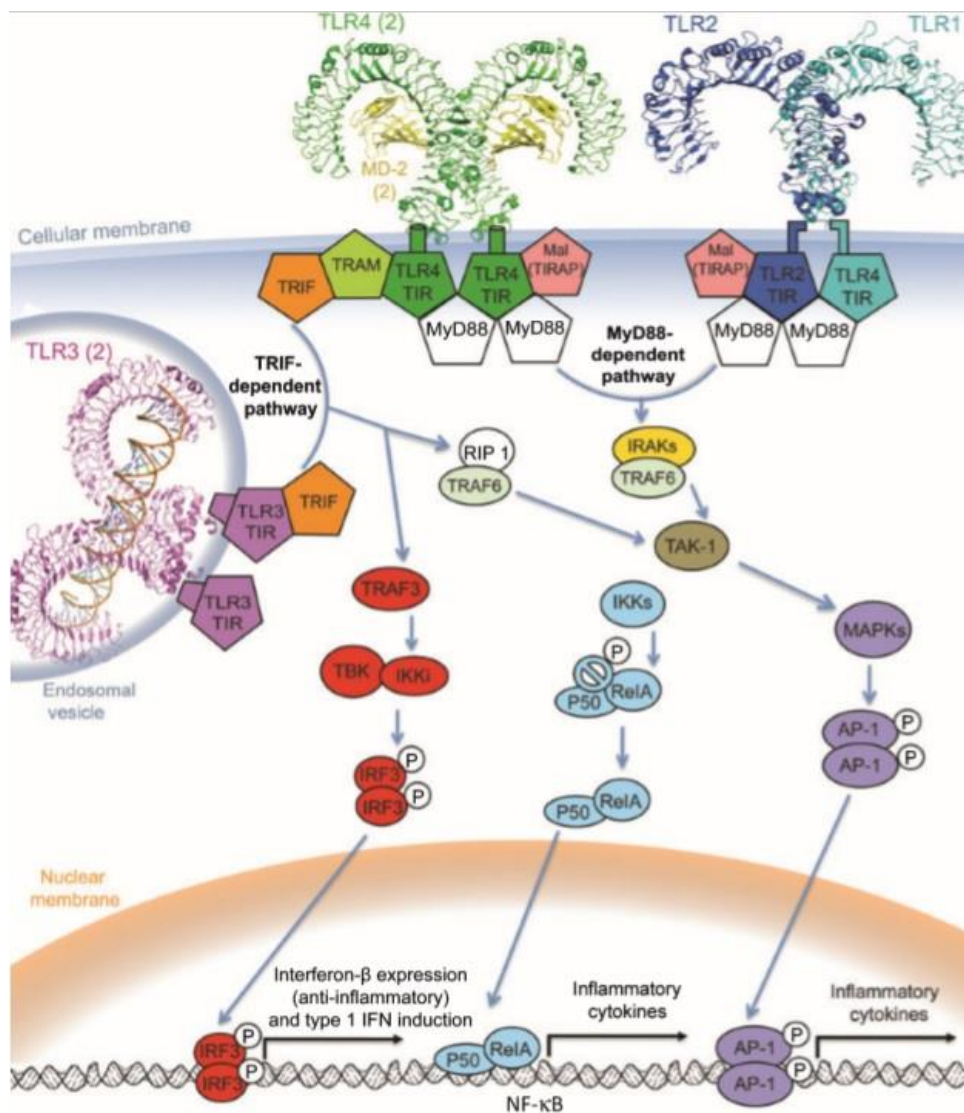 TLR4 (2)
TLR2
TLR1
MD-2
(2)
Cellular membrane
TRIF
TRAM
TLR4
TIR
TLR4
TIR
Mal
(TIRAP)
MyD88
MyD88
Mal
(TIRAP)
TLR2
TIR
TLR4
TIR
MyD88
MyD88
TLR3 (2)
TRIF-
dependent
pathway
MyD88-
dependent
pathway
RIP 1
TRAF6
IRAKs
TRAF6
TLR3
TIR
TRIF
TAK-1
TLR3
TIR
TRAF3
IKKs
MAPKs
Endosomal
vesicle
TBK
IKKi
P
P50
RelA
AP-1
P
AP-1
P
IRF3
P
IRF3
P
P50
RelA
Nuclear
membrane
Interferon-β expression
(anti-inflammatory)
and type 1 IFN induction
Inflammatory
cytokines
Inflammatory
cytokines
IRF3
P
IRF3
P
P50
RelA
AP-1
P
AP-1
P
NF-κB